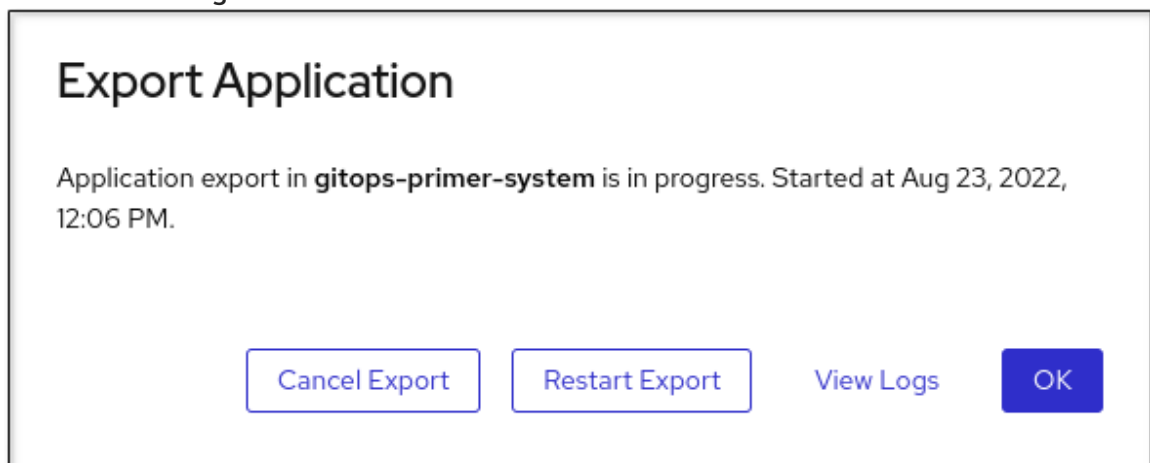 Export Application
Application export in gitops-primer-system is in progress. Started at Aug 23, 2022,
12:06 PM.
Cancel Export Restart Export View Logs OK